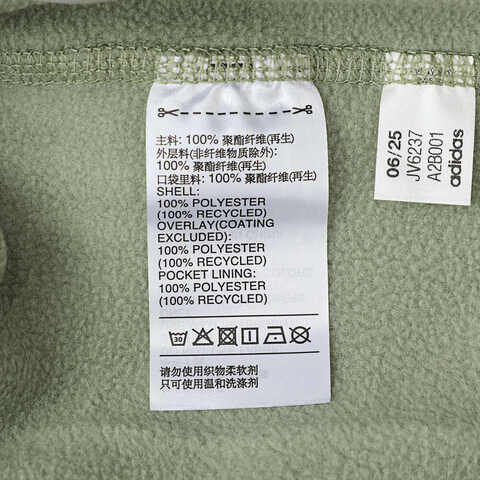 主料: 100% 聚酯纤维(再生)
外层料(非纤维物质除外):
100% 聚酯纤维(再生)
口袋里料: 100% 聚酯纤维(再生)
SHELL:
100% POLYESTER
(100% RECYCLED)
OVERLAY(COATING
EXCLUDED):
100% POLYESTER
(100% RECYCLED)
POCKET LINING:
100% POLYESTER
(100% RECYCLED)
30
请勿使用织物柔软剂
只可使用温和洗涤剂
06/25
JV6237
A2B001
adidas